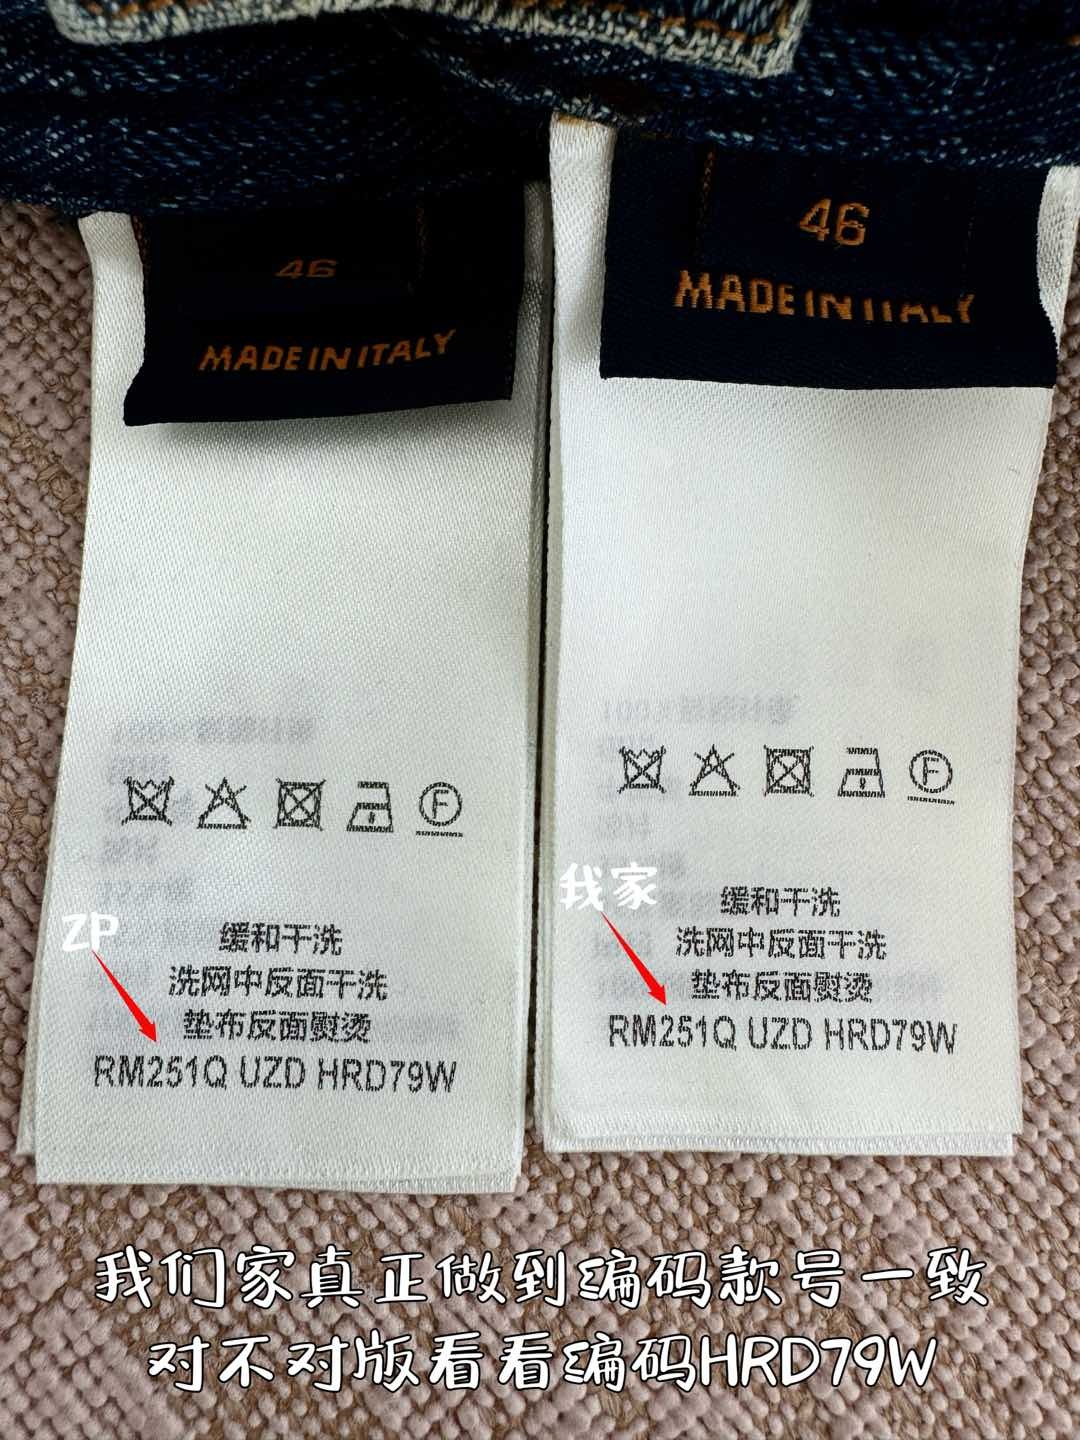 46
MADE IN ITALY
46
MADE IN ITALY
ZP
缓和干洗
洗网中反面干洗
垫布反面熨烫
RM251Q UZD HRD79W
F
我家
缓和干洗
洗网中反面干洗
垫布反面熨烫
RM251Q UZD HRD79W
F
我们家真正做到编码款号一致
对不对版看看编码HRD79W